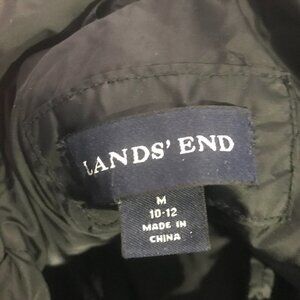 LANDS' END
M
10-12
MADE IN
CHINA